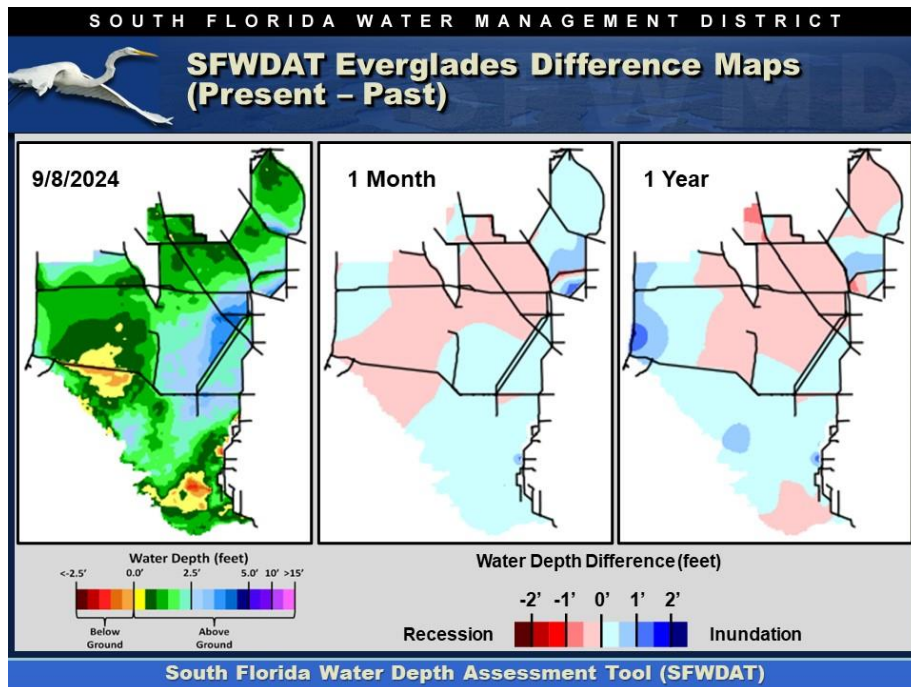 SOUTH FLORIDA WATER MANAGEMENT DISTRICT
SFWDAT Everglades Difference Maps
(Present – Past)
SFWMD
9/8/2024
1 Month
1 Year
Water Depth (feet)
<-2.5' 0.0' 2.5' 5.0' 10' >15'
Below
Ground
Above
Ground
Water Depth Difference (feet)
-2' -1' 0' 1' 2'
Recession
Inundation
South Florida Water Depth Assessment Tool (SFWDAT)